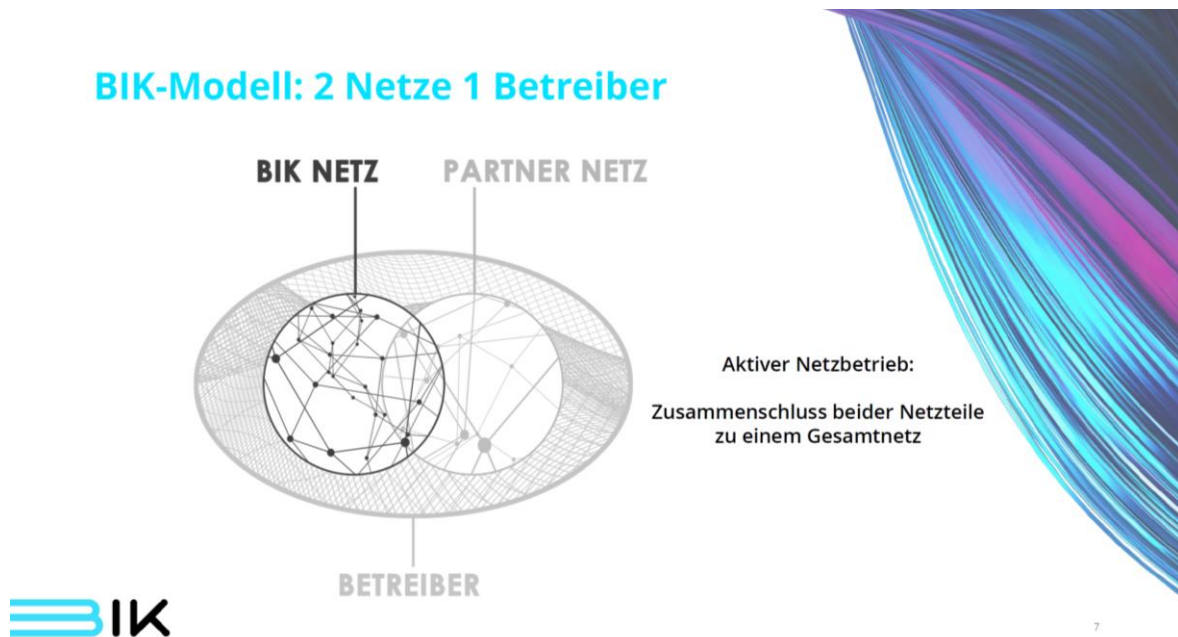 BIK-Modell: 2 Netze 1 Betreiber
BIK NETZ
PARTNER NETZ
Aktiver Netzbetrieb:
Zusammenschluss beider Netzteile
zu einem Gesamtnetz
BETREIBER
BIK
7